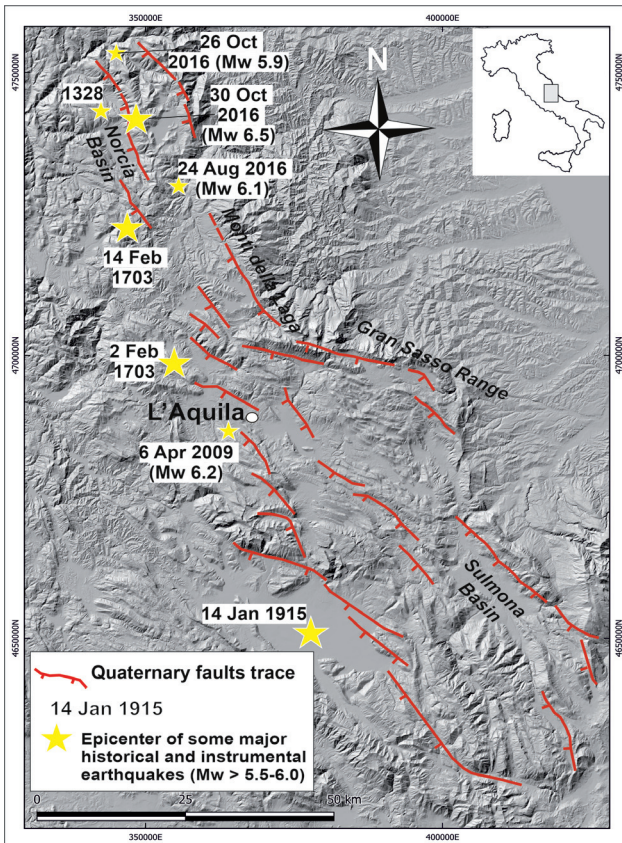 350000E
400000E
4750000N
4700000N
4650000N
26 Oct
2016 (Mw 5.9)
1328
30 Oct
2016
(Mw 6.5)
Norcia
Basin
N
24 Aug 2016
(Mw 6.1)
14 Feb
1703
Monti della Laga
2 Feb
1703
Gran Sasso Range
L'Aquila
6 Apr 2009
(Mw 6.2)
Sulmona
Basin
14 Jan 1915
Quaternary faults trace
14 Jan 1915
Epicenter of some major
historical and instrumental
earthquakes (Mw > 5.5-6.0)
0
25
50 km
350000E
400000E